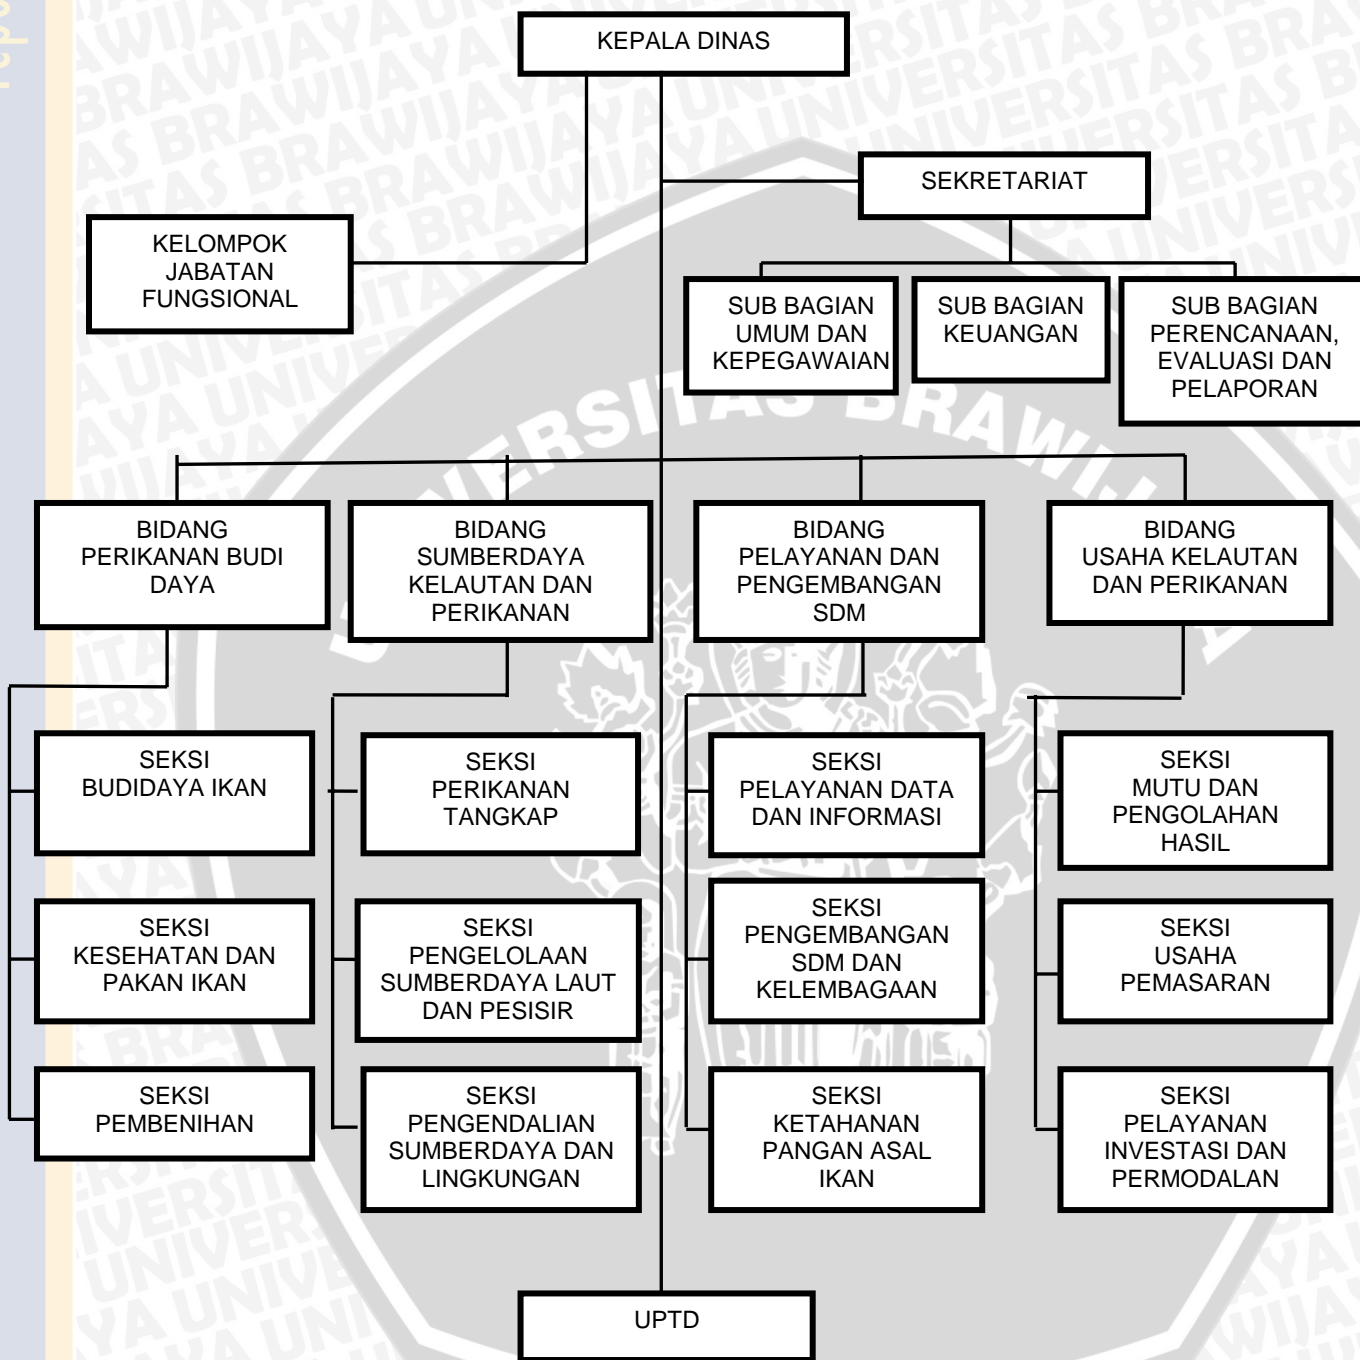 KEPALA DINAS
SEKRETARIAT
KELOMPOK
JABATAN
FUNGSIONAL
SUB BAGIAN
UMUM DAN
KEPEGAWAIAN
SUB BAGIAN
KEUANGAN
SUB BAGIAN
PERENCANAAN,
EVALUASI DAN
PELAPORAN
BIDANG
PERIKANAN BUDI
DAYA
BIDANG
SUMBERDAYA
KELAUTAN DAN
PERIKANAN
BIDANG
PELAYANAN DAN
PENGEMBANGAN
SDM
BIDANG
USAHA KELAUTAN
DAN PERIKANAN
SEKSI
BUDIDAYA IKAN
SEKSI
PERIKANAN
TANGKAP
SEKSI
PELAYANAN DATA
DAN INFORMASI
SEKSI
MUTU DAN
PENGOLAHAN
HASIL
SEKSI
KESEHATAN DAN
PAKAN IKAN
SEKSI
PENGELOLAAN
SUMBERDAYA LAUT
DAN PESISIR
SEKSI
PENGEMBANGAN
SDM DAN
KELEMBAGAAN
SEKSI
USAHA
PEMASARAN
SEKSI
PEMBENIHAN
SEKSI
PENGENDALIAN
SUMBERDAYA DAN
LINGKUNGAN
SEKSI
KETAHANAN
PANGAN ASAL
IKAN
SEKSI
PELAYANAN
INVESTASI DAN
PERMODALAN
UPTD